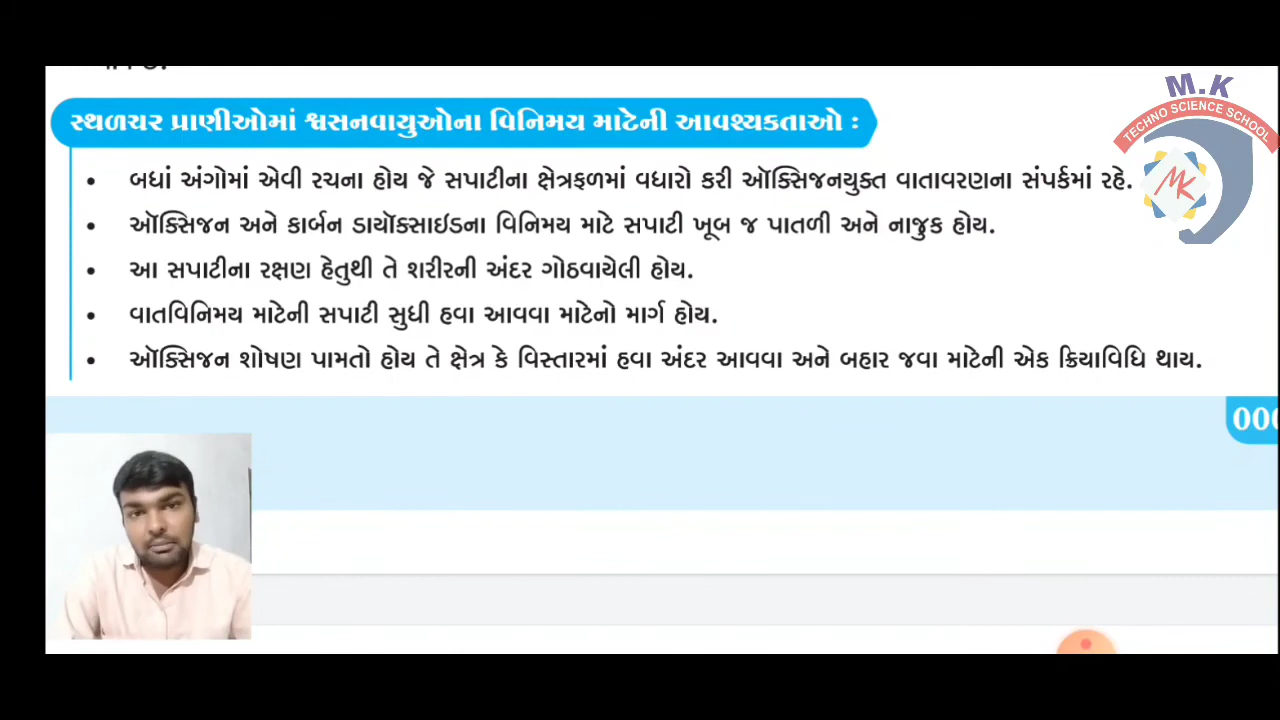 M.K
TECHNO SCIENCE SCHOOL
MK
સ્થળચર પ્રાણીઓમાં શ્વસનવાયુઓના વિનિમય માટેની આવશ્યકતાઓ :
• બધાં અંગોમાં એવી રચના હોય જે સપાટીના ક્ષેત્રફળમાં વધારો કરી ઑક્સિજનયુક્ત વાતાવરણના સંપર્કમાં રહે.
• ઑક્સિજન અને કાર્બન ડાયૉક્સાઇડના વિનિમય માટે સપાટી ખૂબ જ પાતળી અને નાજુક હોય.
• આ સપાટીના રક્ષણ હેતુથી તે શરીરની અંદર ગોઠવાયેલી હોય.
• વાતવિનિમય માટેની સપાટી સુધી હવા આવવા માટેનો માર્ગ હોય.
• ઑક્સિજન શોષણ પામતો હોય તે ક્ષેત્ર કે વિસ્તારમાં હવા અંદર આવવા અને બહાર જવા માટેની એક ક્રિયાવિધિ થાય.